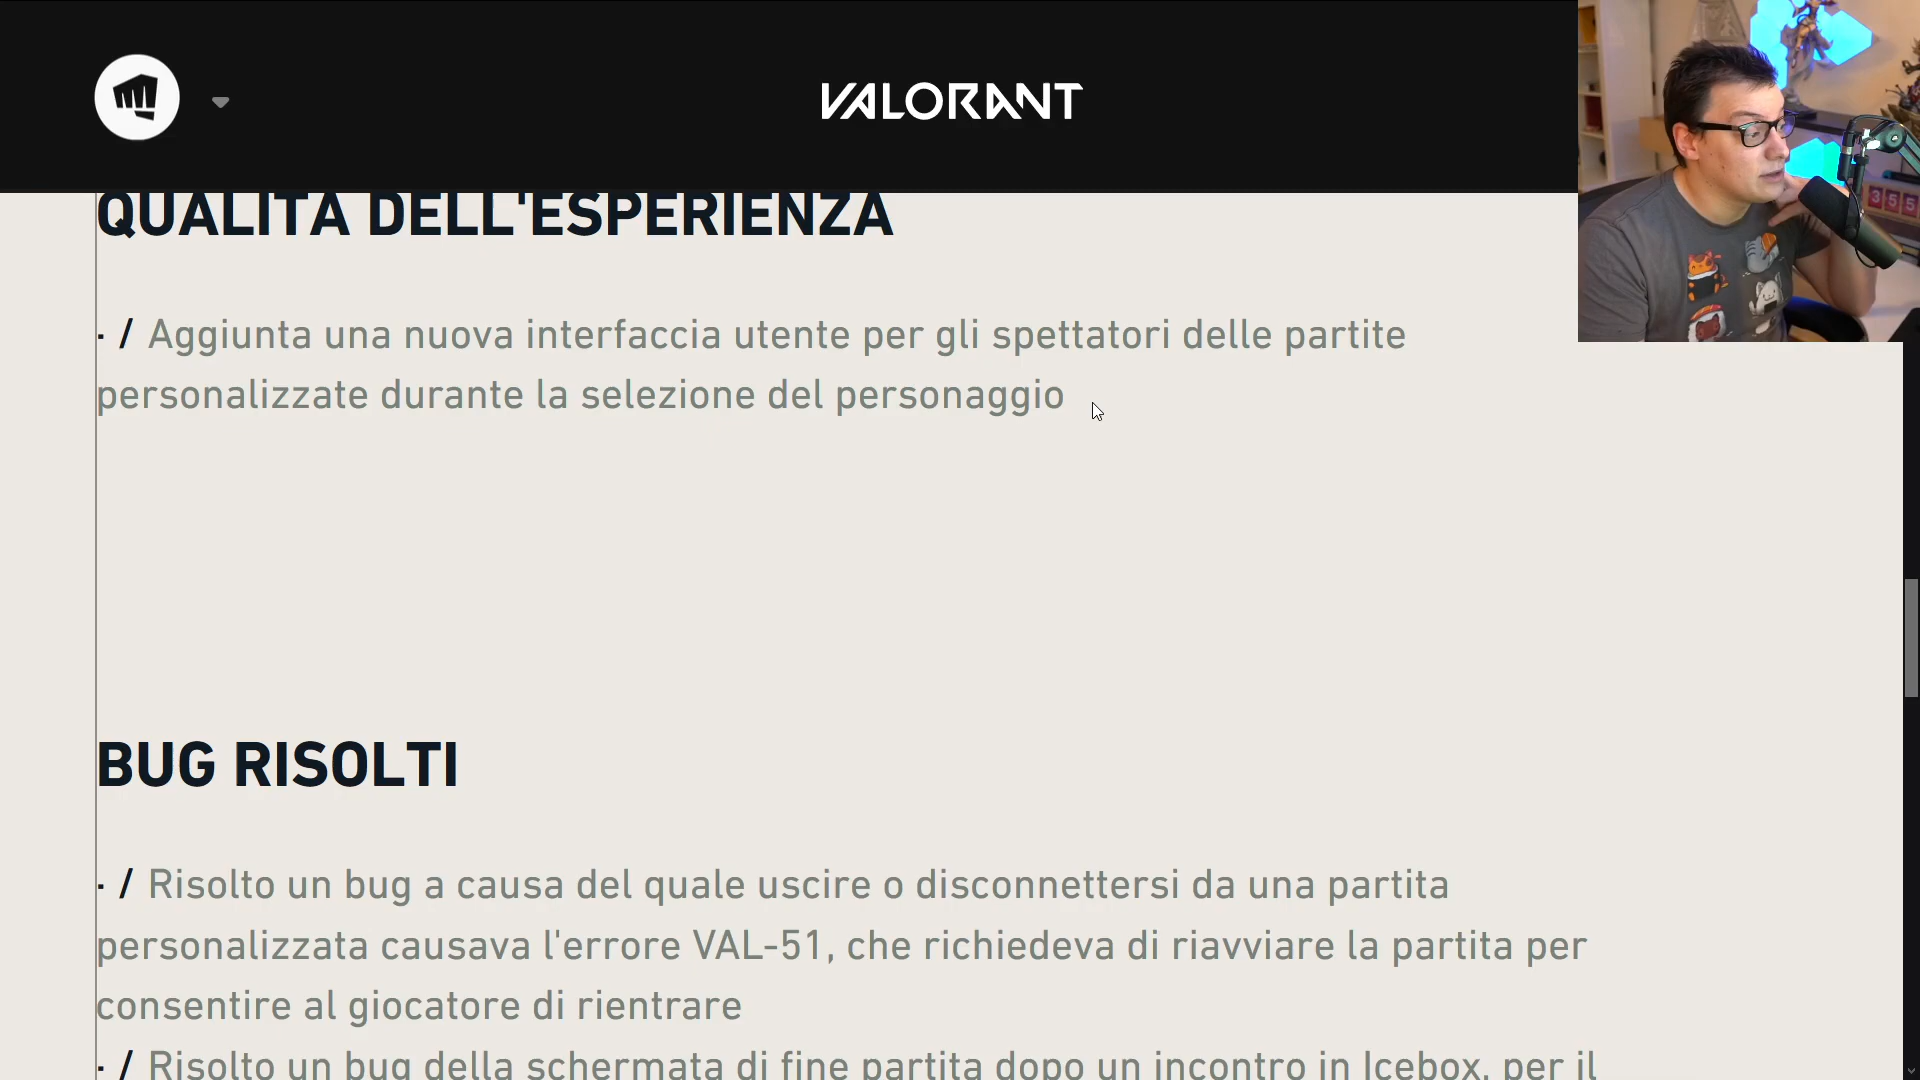 VALORANT
QUALITÀ DELL'ESPERIENZA
· / Aggiunta una nuova interfaccia utente per gli spettatori delle partite
personalizzate durante la selezione del personaggio
BUG RISOLTI
· / Risolto un bug a causa del quale uscire o disconnettersi da una partita
personalizzata causava l'errore VAL-51, che richiedeva di riavviare la partita per
consentire al giocatore di rientrare
· / Risolto un bug della schermata di fine partita dopo un incontro in Icebox, per il
355